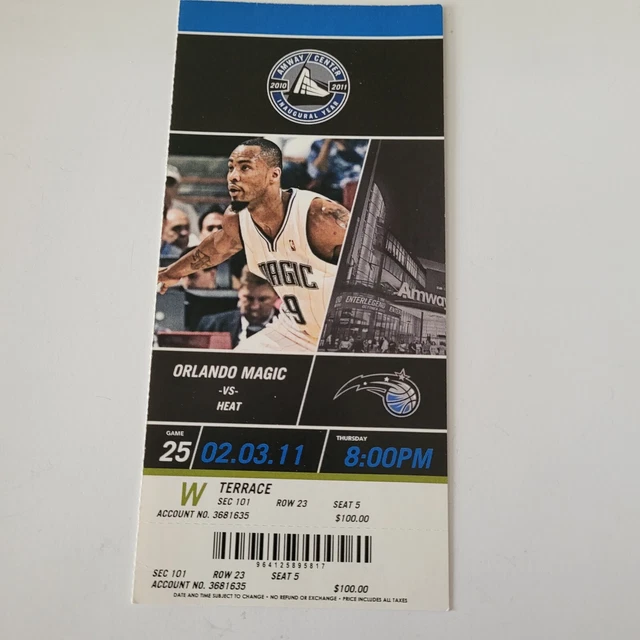 AMWAY CENTER
2010 2011
INAUGURAL YEAR
MAGIC
9
Amway
ORLANDO MAGIC
-VS-
HEAT
GAME
25
02.03.11
THURSDAY
8:00PM
W
TERRACE
SEC 101 ROW 23 SEAT 5
ACCOUNT NO. 3681635 $100.00
964125895817
SEC 101 ROW 23 SEAT 5
ACCOUNT NO. 3681635 $100.00
DATE AND TIME SUBJECT TO CHANGE • NO REFUND OR EXCHANGE • PRICE INCLUDES ALL TAXES